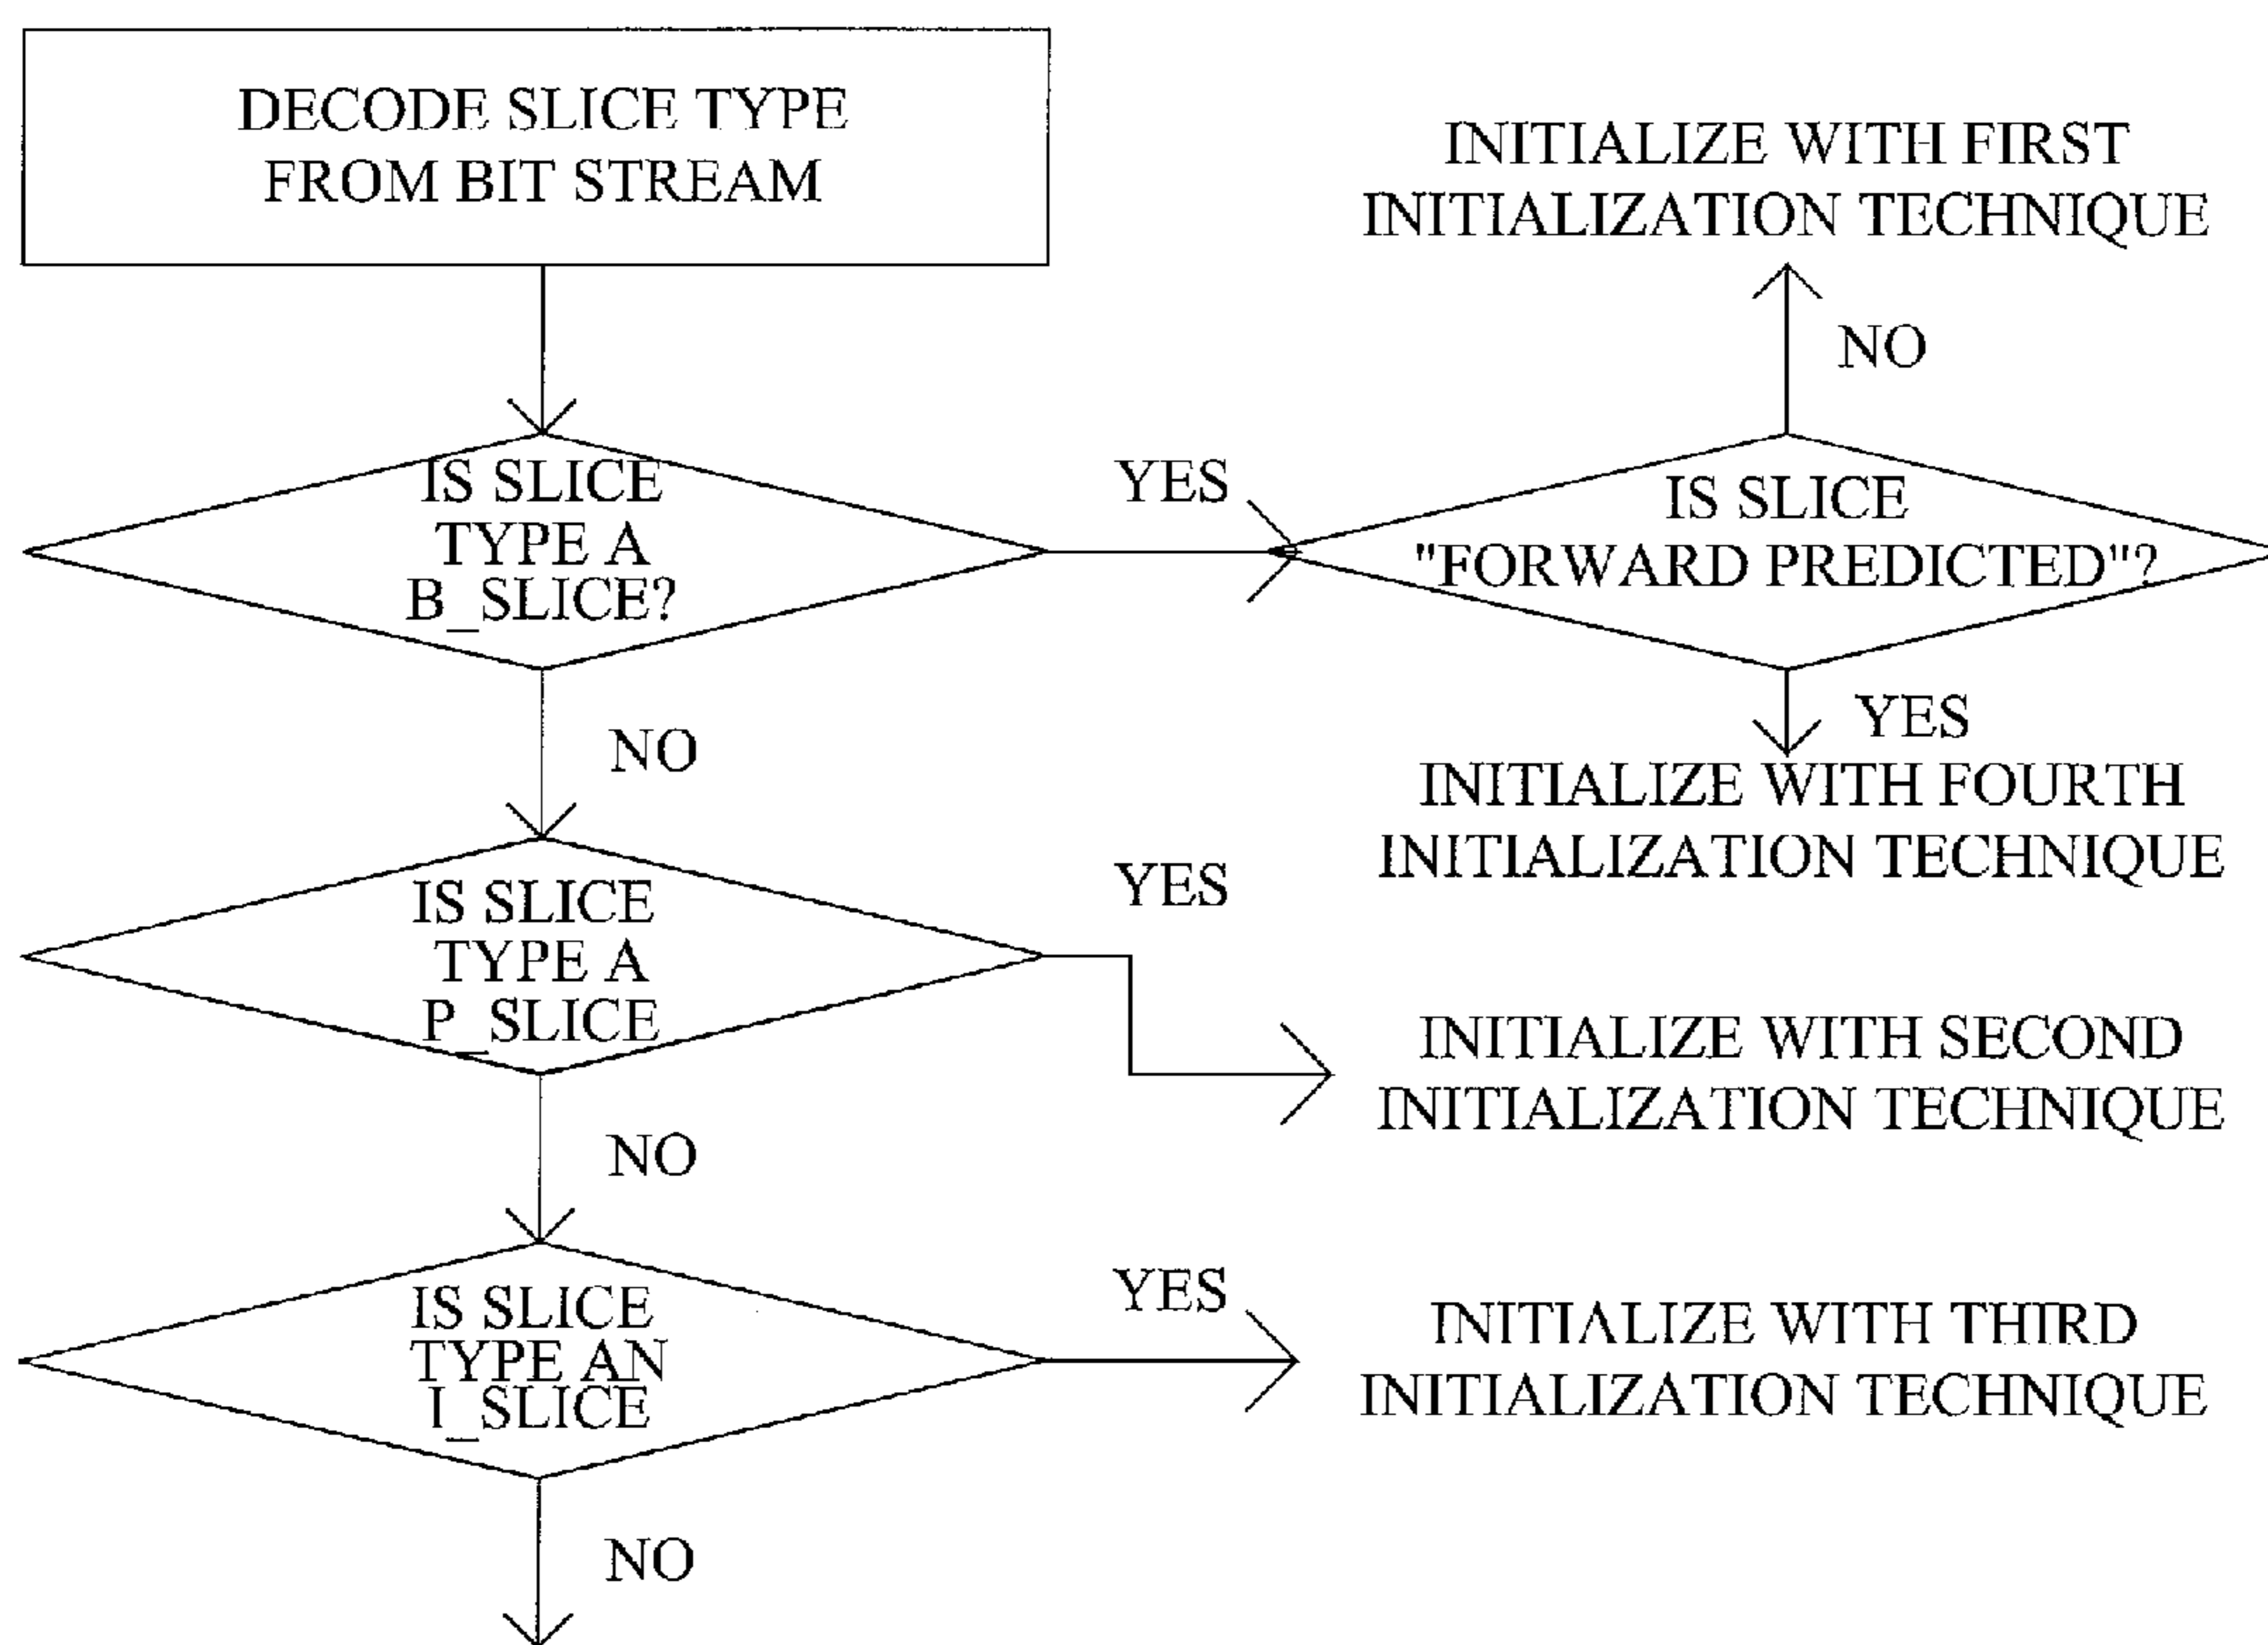 DECODE SLICE TYPE
FROM BIT STREAM
INITIALIZE WITH FIRST
INITIALIZATION TECHNIQUE
NO
IS SLICE
TYPE A
B_SLICE?
YES
IS SLICE
"FORWARD PREDICTED"?
NO
YES
INITIALIZE WITH FOURTH
INITIALIZATION TECHNIQUE
IS SLICE
TYPE A
P_SLICE
YES
INITIALIZE WITH SECOND
INITIALIZATION TECHNIQUE
NO
IS SLICE
TYPE AN
I_SLICE
YES
INITIALIZE WITH THIRD
INITIALIZATION TECHNIQUE
NO